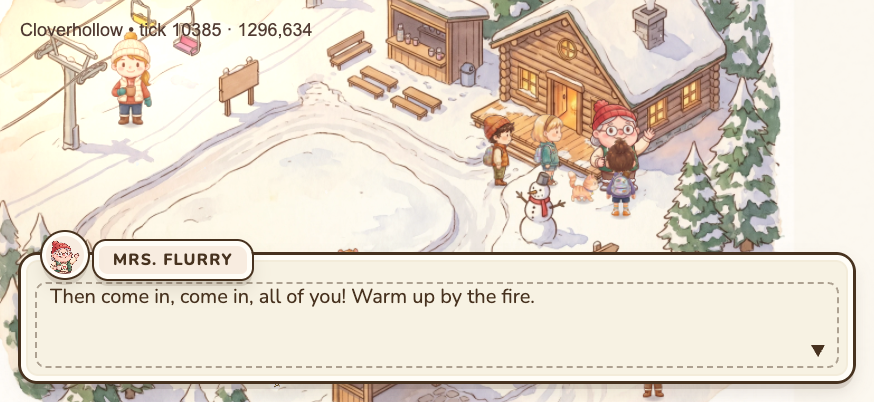 Cloverhollow • tick 10385 · 1296,634
MRS. FLURRY
Then come in, come in, all of you! Warm up by the fire.